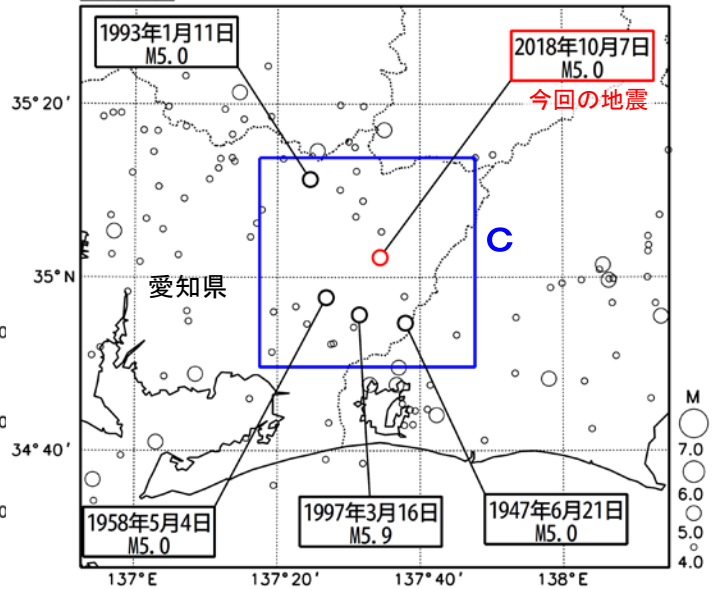 1993年1月11日
M5.0
2018年10月7日
M5.0
今回の地震
35°20′
C
35°N
愛知県
34°40′
M
7.0
6.0
5.0
4.0
1958年5月4日
M5.0
1997年3月16日
M5.9
1947年6月21日
M5.0
137°E
137°20′
137°40′
138°E
0
0
0